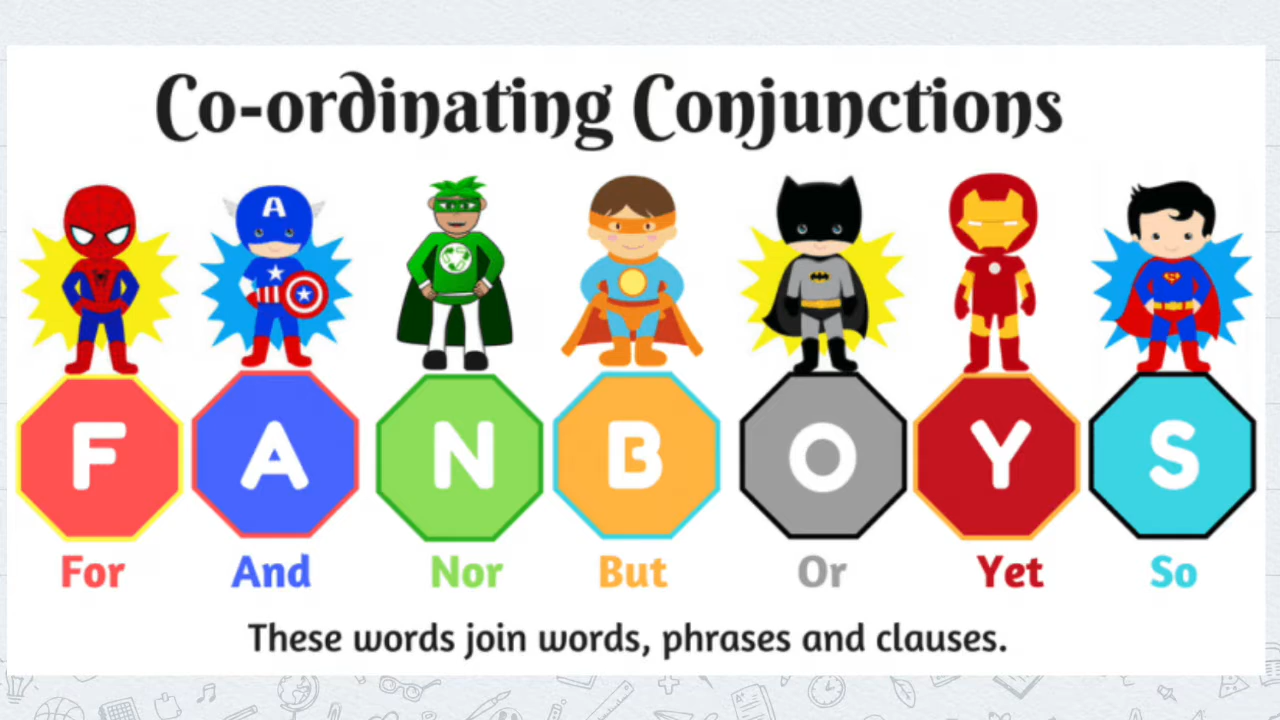 Co-ordinating Conjunctions
A
F A N B O Y S
For And Nor But Or Yet So
These words join words, phrases and clauses.